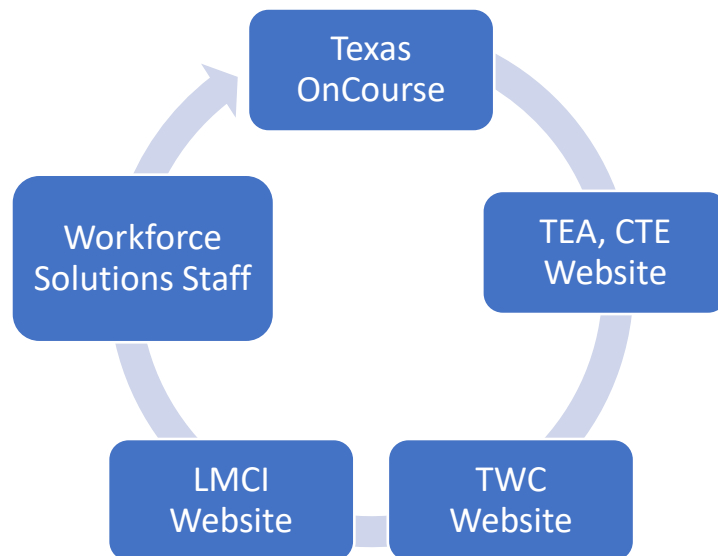 Texas
OnCourse
TEA, CTE
Website
TWC
Website
LMCI
Website
Workforce
Solutions Staff